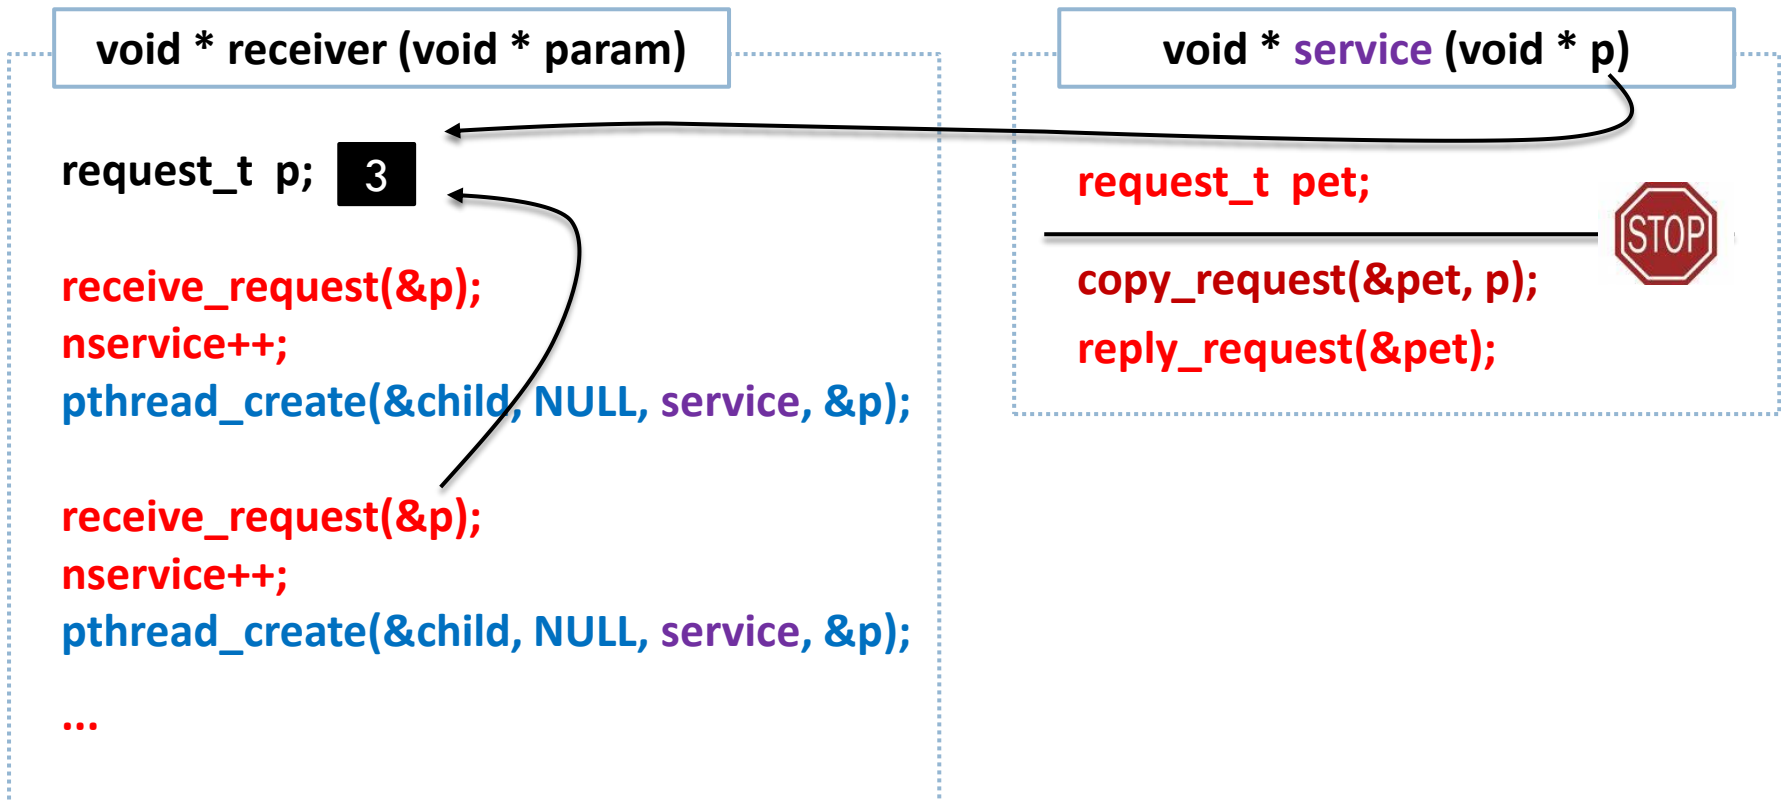 void * receiver (void * param)
request_t p; 3
receive_request(&p);
nservice++;
pthread_create(&child, NULL, service, &p);
receive_request(&p);
nservice++;
pthread_create(&child, NULL, service, &p);
...
void * service (void * p)
request_t pet;
STOP
copy_request(&pet, p);
reply_request(&pet);